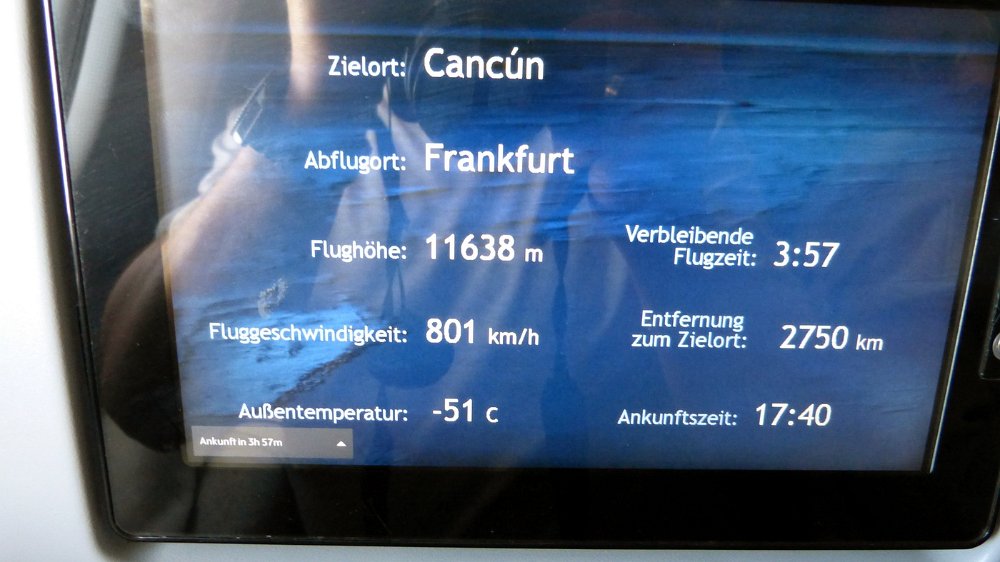 Zielort: Cancún
Abflugort: Frankfurt
Flughöhe: 11638 m
Verbleibende
Flugzeit: 3:57
Fluggeschwindigkeit: 801 km/h
Entfernung
zum Zielort: 2750 km
Außentemperatur: -51 C
Ankunftszeit: 17:40
Ankunft in 3h 57m